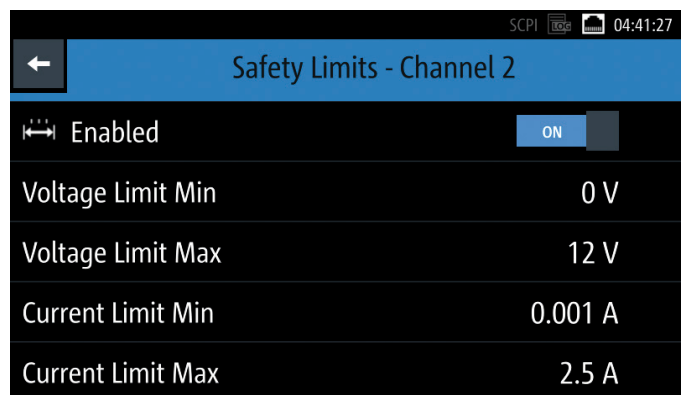 SCPI LOG 04:41:27
Safety Limits - Channel 2
Enabled ON
Voltage Limit Min 0 V
Voltage Limit Max 12 V
Current Limit Min 0.001 A
Current Limit Max 2.5 A